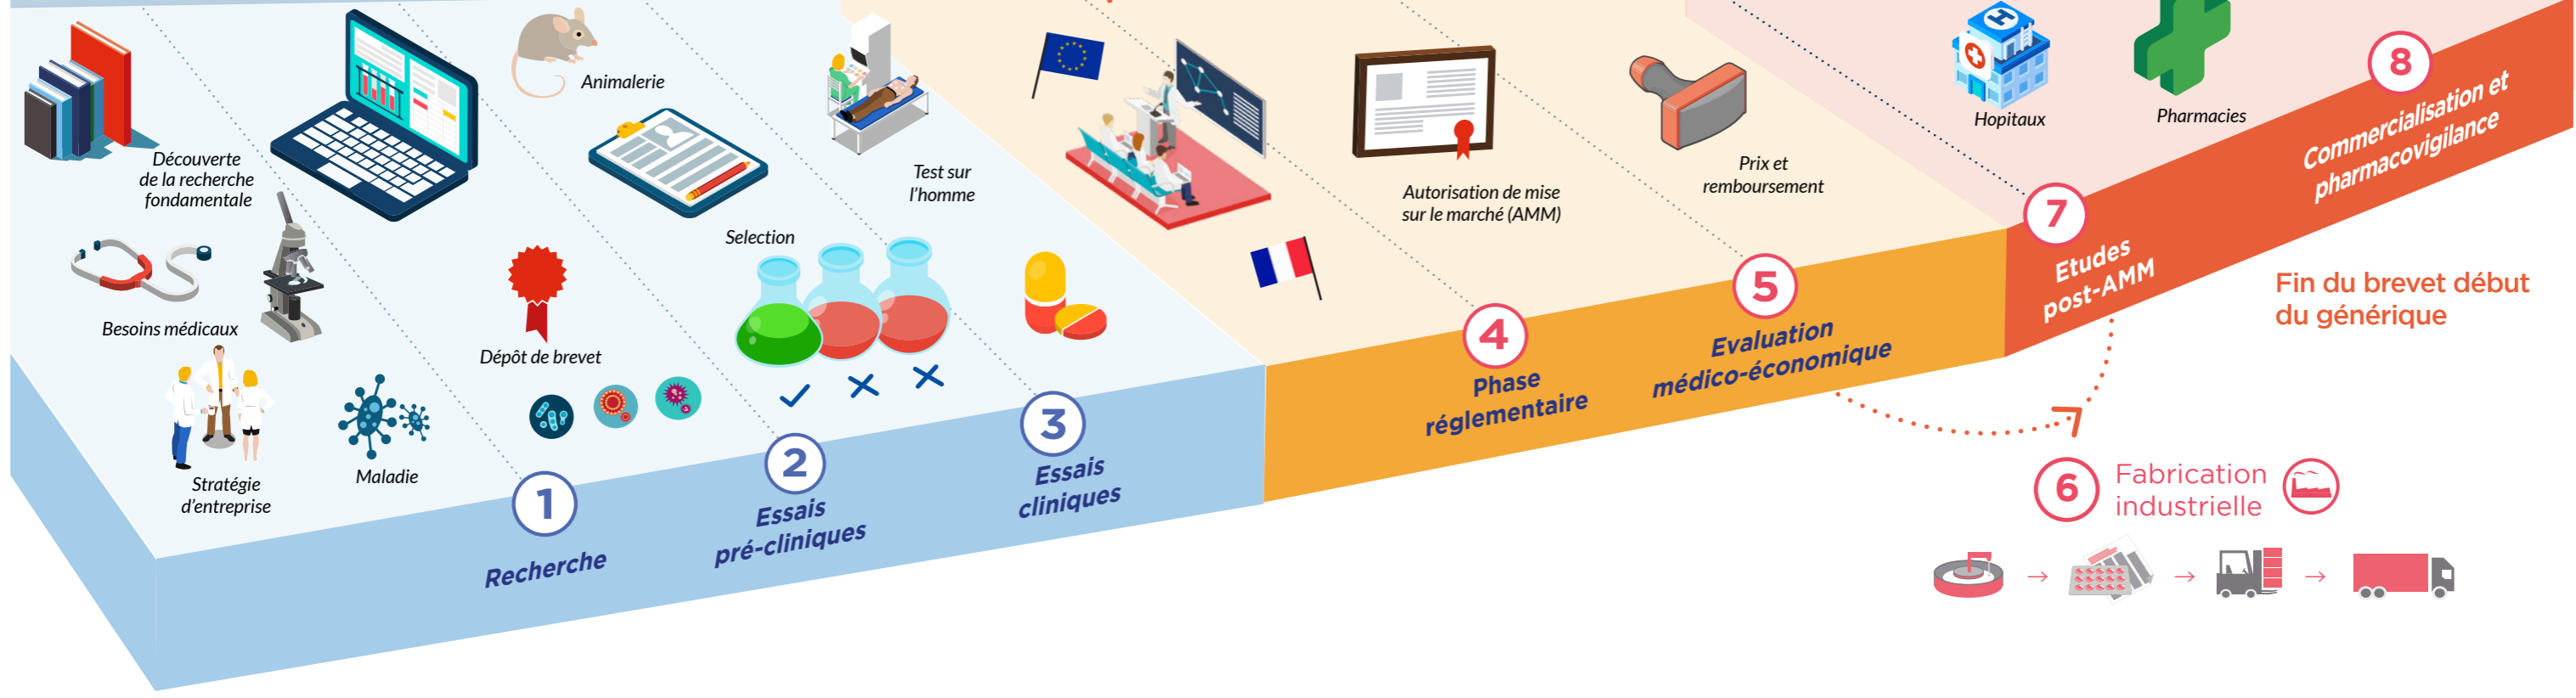 Découverte
de la recherche
fondamentale
Besoins médicaux
Stratégie
d’entreprise
Maladie
1
Recherche
Animalerie
Dépôt de brevet
Selection
2
Essais
pré-cliniques
Test sur
l’homme
3
Essais
cliniques
4
Phase
réglementaire
Autorisation de mise
sur le marché (AMM)
5
Evaluation
médico-économique
Prix et
remboursement
6
Fabrication
industrielle
7
Etudes
post-AMM
H
Hopitaux
Pharmacies
8
Commercialisation et
pharmacovigilance
Fin du brevet début
du générique